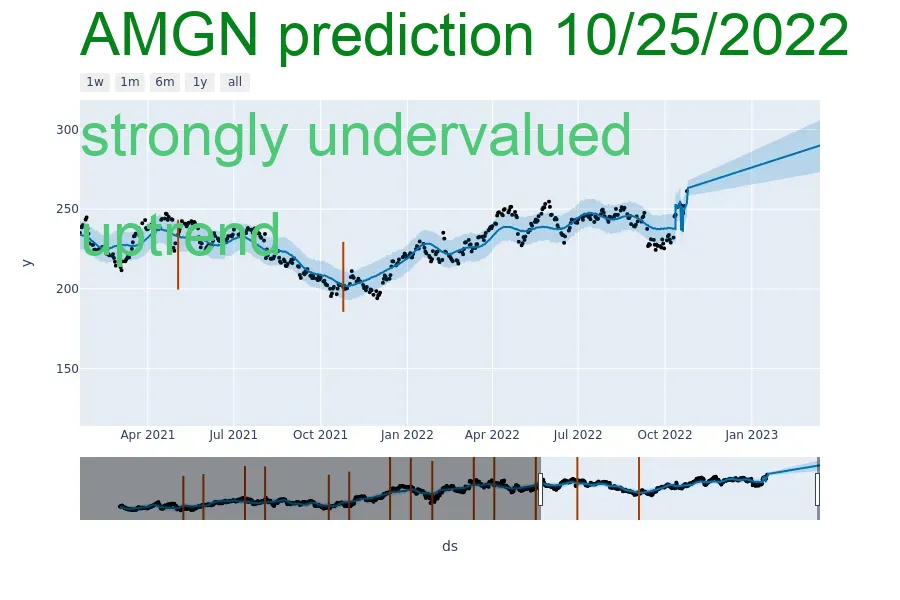 AMGN prediction 10/25/2022
1w 1m 6m 1y all
strongly undervalued
300
uptrend
250
y
200
150
Apr 2021 Jul 2021 Oct 2021 Jan 2022 Apr 2022 Jul 2022 Oct 2022 Jan 2023
ds